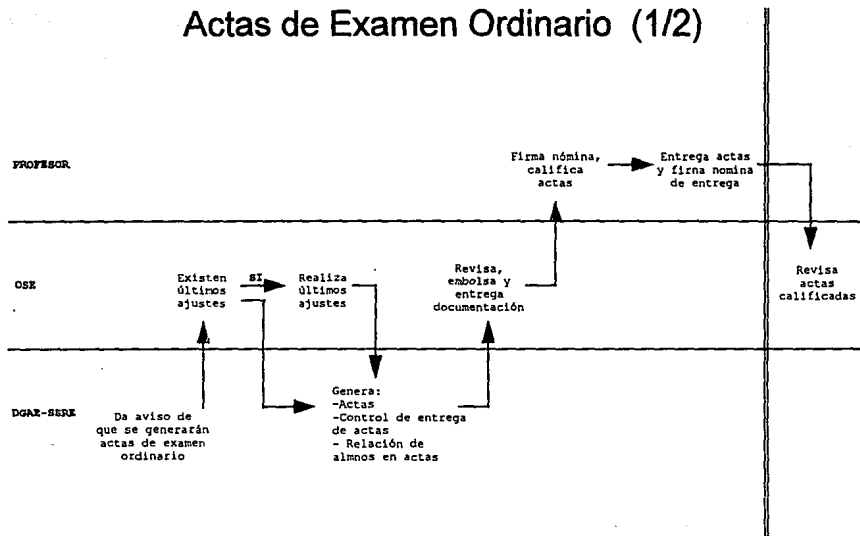 Actas de Examen Ordinario (1/2)
PROFESOR
Firma nómina,
califica
actas
Entrega actas
y firna nomina
de entrega
OSE
Existen
últimos
ajustes
SI
Realiza
últimos
ajustes
Revisa,
embolsa y
entrega
documentación
Revisa
actas
calificadas
DGAE-SERE
Da aviso de
que se generarán
actas de examen
ordinario
Genera:
-Actas
-Control de entrega
de actas
- Relación de
almnos en actas